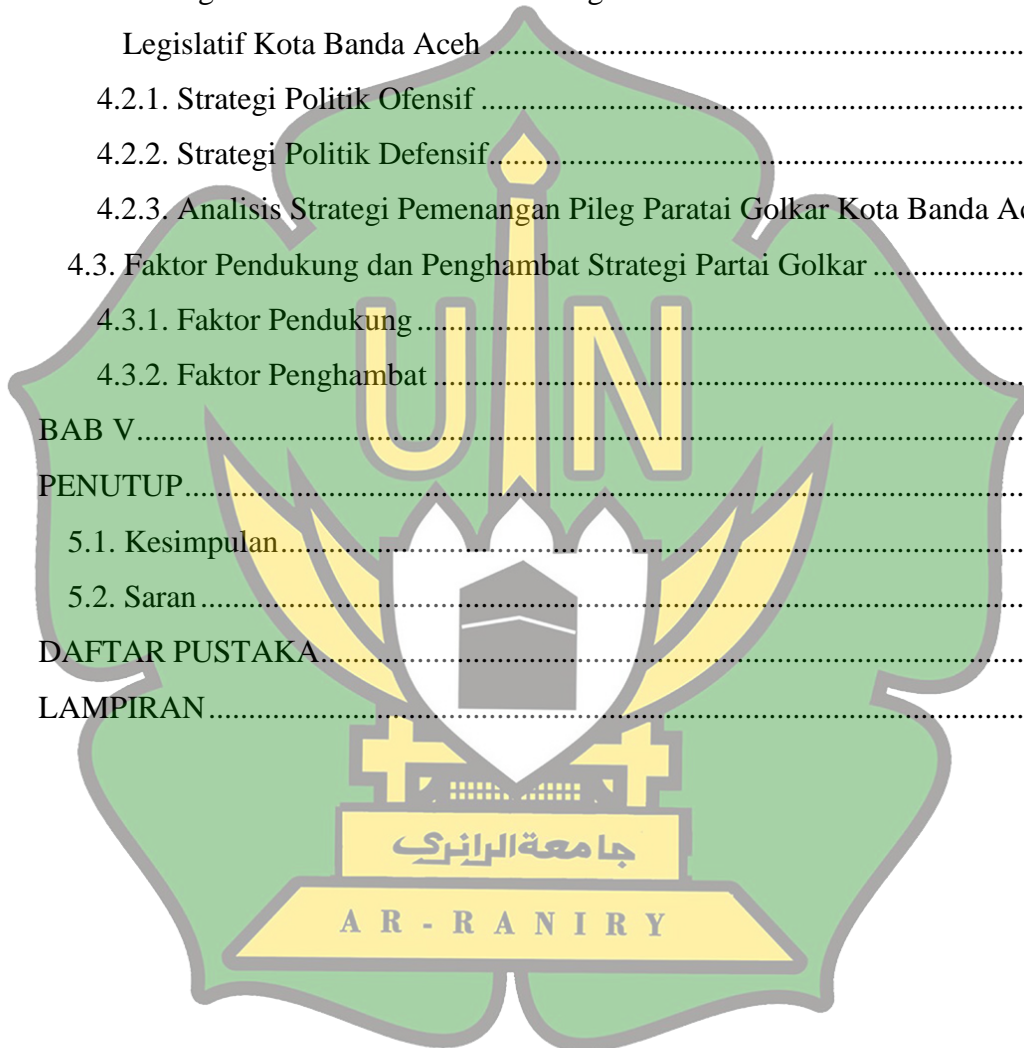 Legislatif Kota Banda Aceh ................................................................
4.2.1. Strategi Politik Ofensif ................................................................
4.2.2. Strategi Politik Defensif ................................................................
4.2.3. Analisis Strategi Pemenangan Pileg Paratai Golkar Kota Banda
4.3. Faktor Pendukung dan Penghambat Strategi Partai Golkar ....................
4.3.1. Faktor Pendukung ................................................................
4.3.2. Faktor Penghambat ................................................................
BAB V ................................................................
PENUTUP ................................................................
5.1. Kesimpulan ................................................................
5.2. Saran ................................................................
DAFTAR PUSTAKA ................................................................
LAMPIRAN ................................................................
UIN
جامعة الرانري
AR-RANIRY